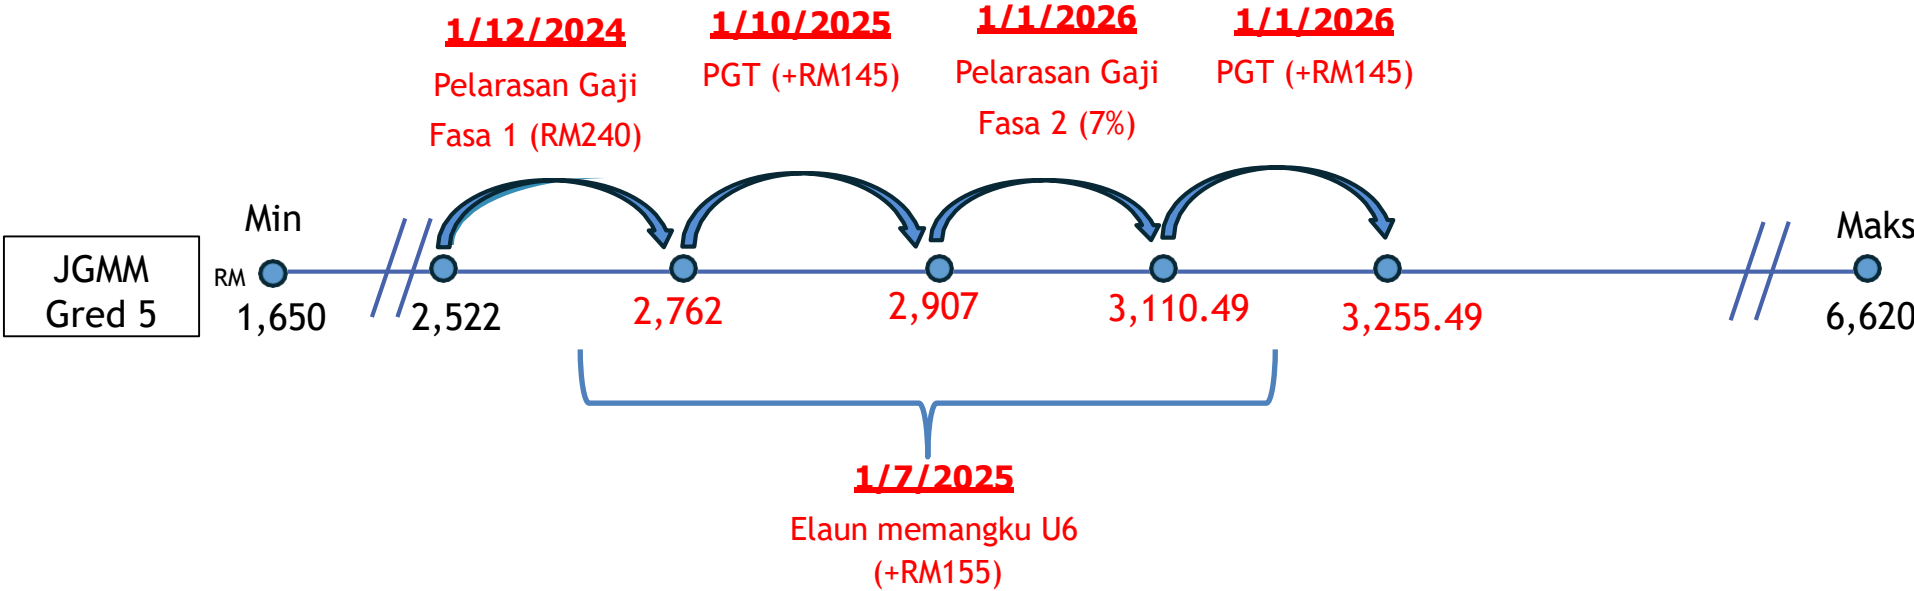 1/12/2024
Pelarasan Gaji
Fasa 1 (RM240)
1/10/2025
PGT (+RM145)
1/1/2026
Pelarasan Gaji
Fasa 2 (7%)
1/1/2026
PGT (+RM145)
JGMM
Gred 5
Min
RM
1,650
2,522
2,762
2,907
3,110.49
3,255.49
Maks
6,620
1/7/2025
Elaun memangku U6
(+RM155)